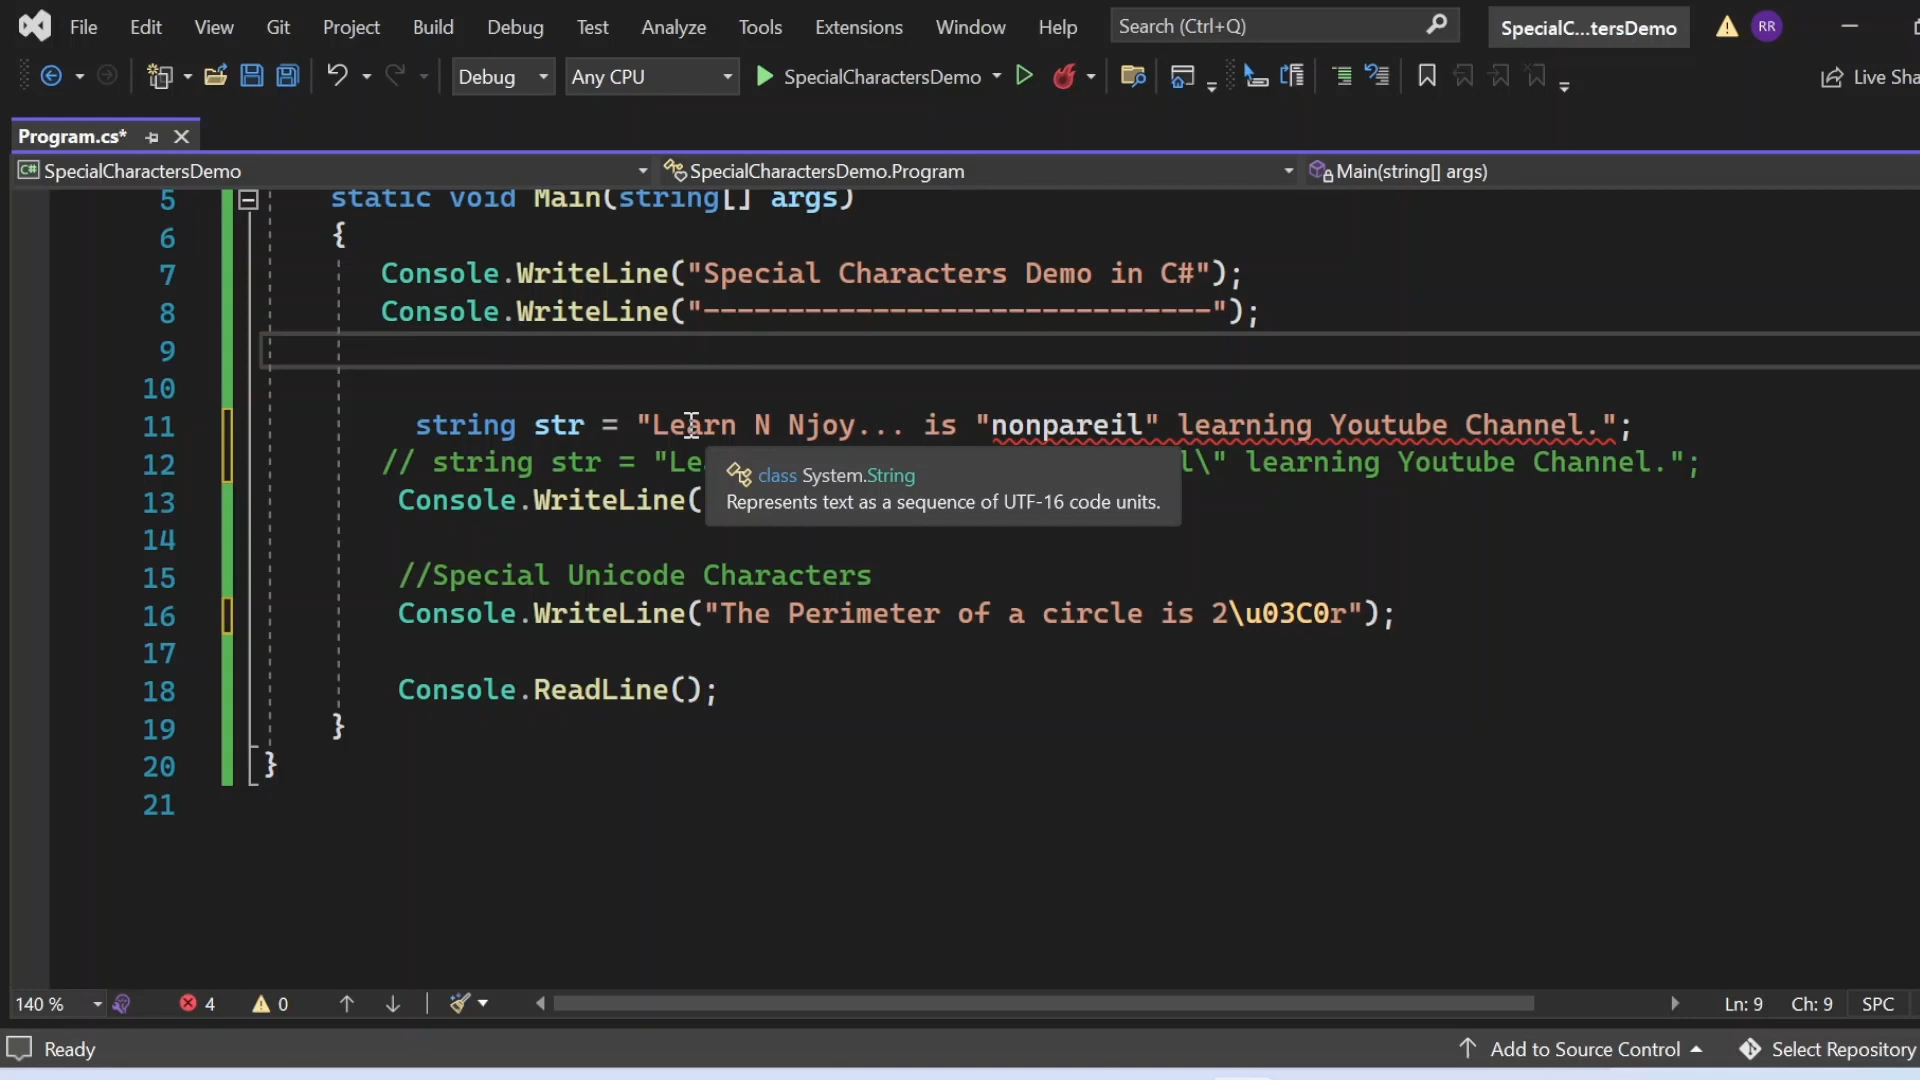 File Edit View Git Project Build Debug Test Analyze Tools Extensions Window Help Search (Ctrl+Q) SpecialC...tersDemo RR
Debug Any CPU SpecialCharactersDemo Live Sha
Program.cs*
C# SpecialCharactersDemo SpecialCharactersDemo.Program Main(string[] args)
5 static void Main(string[] args)
6 {
7 Console.WriteLine("Special Characters Demo in C#");
8 Console.WriteLine("------------------------------");
9
10
11 string str = "Learn N Njoy... is "nonpareil" learning Youtube Channel.";
12 // string str = "Le l\" learning Youtube Channel.";
class System.String
Represents text as a sequence of UTF-16 code units.
13 Console.WriteLine(
14
15 //Special Unicode Characters
16 Console.WriteLine("The Perimeter of a circle is 2\u03C0r");
17
18 Console.ReadLine();
19 }
20 }
21
140 % 4 0 Ln: 9 Ch: 9 SPC
Ready Add to Source Control Select Repository